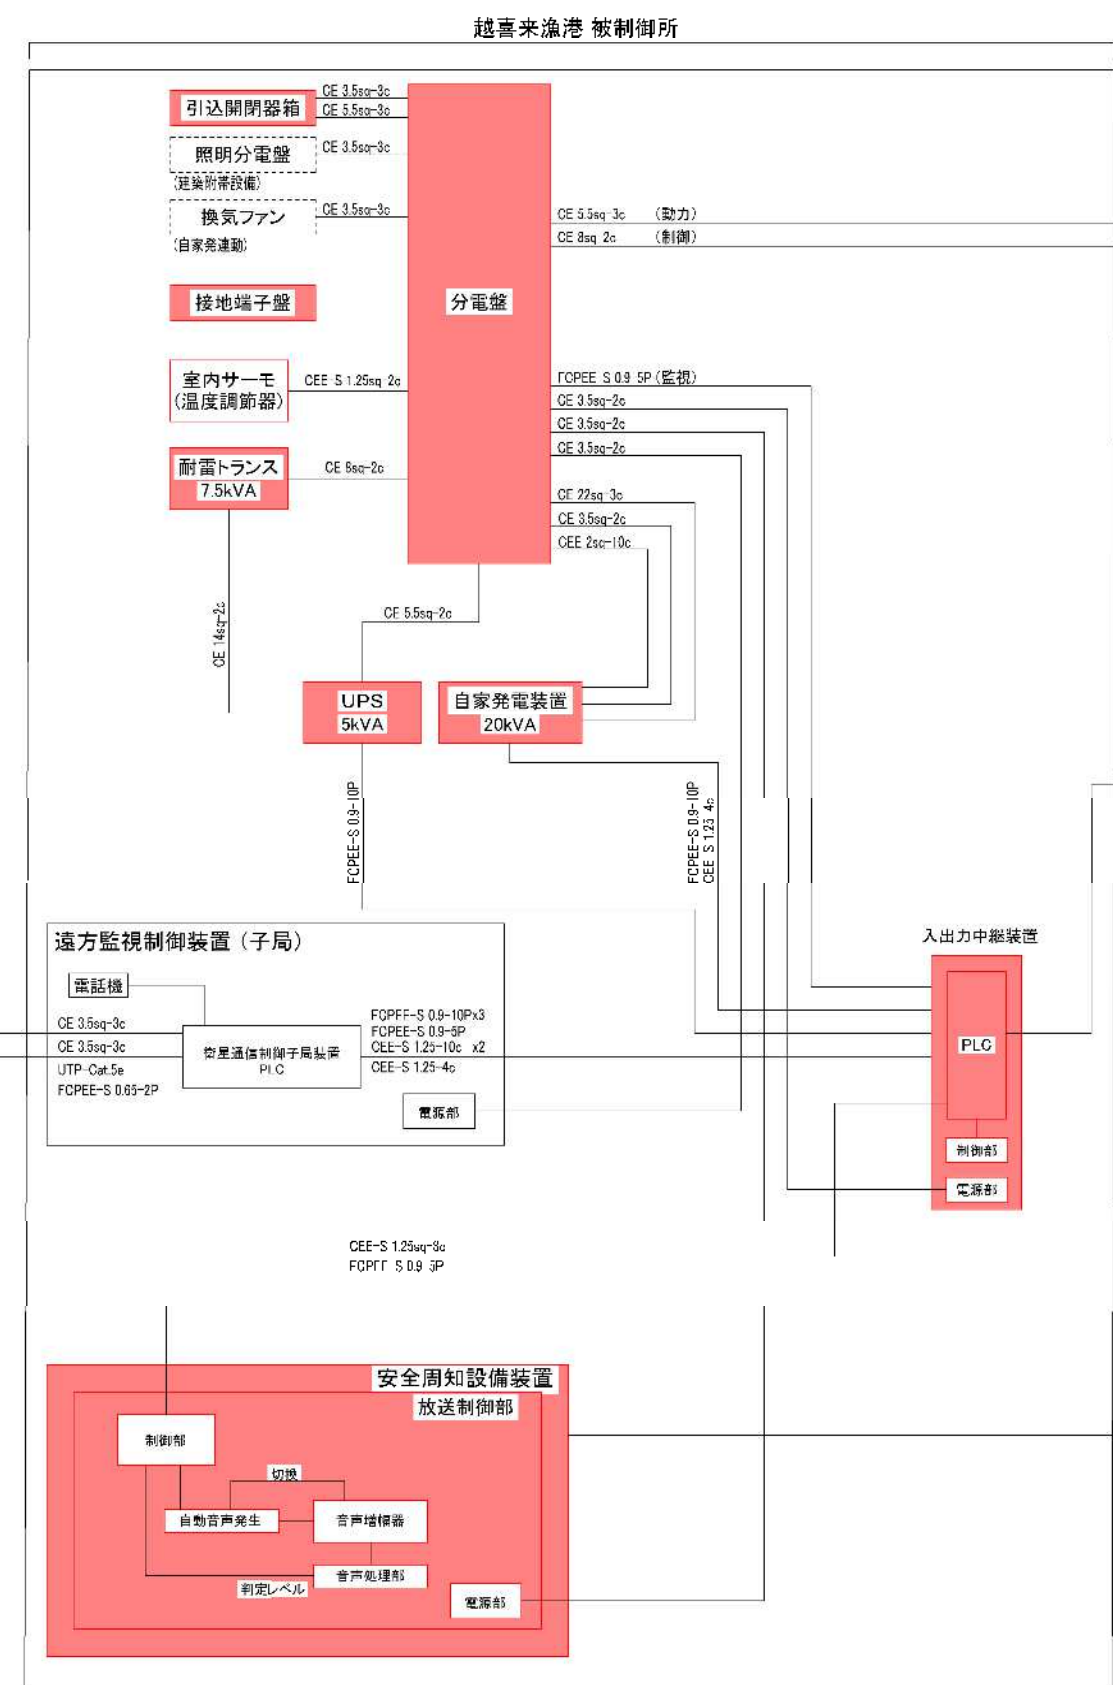 越喜来漁港 被制御所
引込開閉器箱
CE 3.5sq-3c
CE 5.5sq-3c
照明分電盤
CE 3.5sq-3c
(建築附帯設備)
換気ファン
CE 3.5sq-3c
(自家発連動)
接地端子盤
分電盤
CE 5.5sq-3c (動力)
CE 8sq-2c (制御)
室内サーモ
(温度調節器)
CEE-S 1.25sq-2c
FCPEE-S 0.9-5P (監視)
CE 3.5sq-2c
CE 3.5sq-2c
CE 3.5sq-2c
耐雷トランス
7.5kVA
CE 8sq-2c
CE 22sq-3c
CE 3.5sq-2c
CEE 2sq-10c
CE 14sq-2c
CE 5.5sq-2c
UPS
5kVA
自家発電装置
20kVA
FCPEE-S 0.9-10P
FCPEE-S 0.9-10P
CEE-S 1.25-4c
遠方監視制御装置 (子局)
電話機
CE 3.5sq-3c
CE 3.5sq-3c
UTP-Cat.5e
FCPEE-S 0.65-2P
衛星通信制御子局装置
PLC
FCPEE-S 0.9-10Px3
FCPEE-S 0.9-5P
CEE-S 1.25-10c x2
CEE-S 1.25-4c
電源部
入出力中継装置
PLC
制御部
電源部
CEE-S 1.25sq-3c
FCPEE-S 0.9-5P
安全周知設備装置
放送制御部
制御部
切換
自動音声発生
音声増幅器
音声処理部
判定レベル
電源部